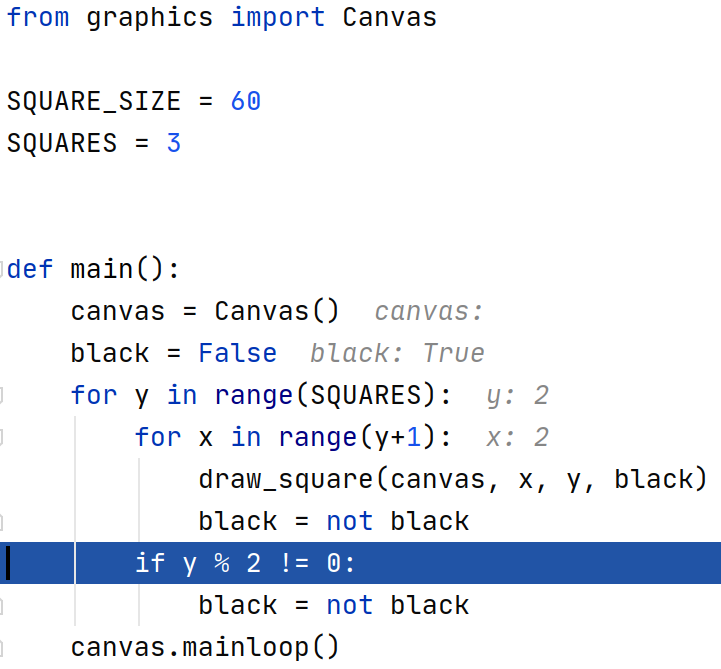 from graphics import Canvas
SQUARE_SIZE = 60
SQUARES = 3
def main():
    canvas = Canvas()  canvas:
    black = False  black: True
    for y in range(SQUARES):  y: 2
        for x in range(y+1):  x: 2
            draw_square(canvas, x, y, black)
            black = not black
        if y % 2 != 0:
            black = not black
    canvas.mainloop()